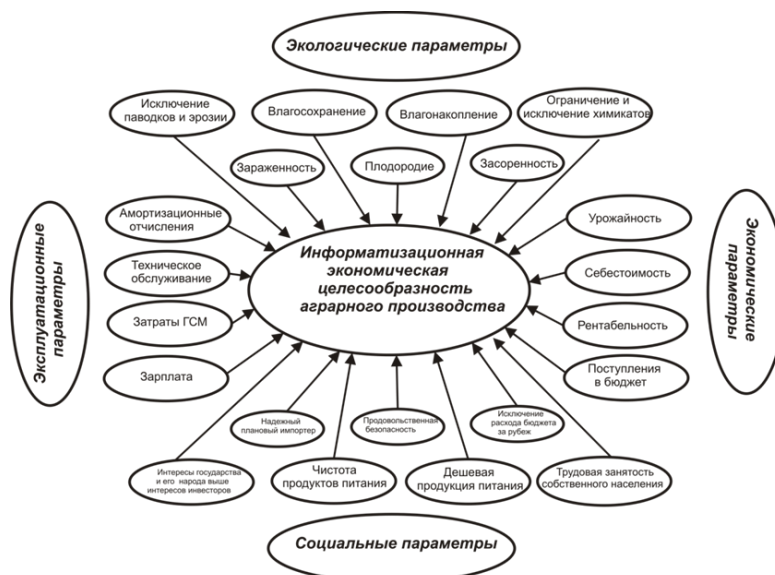 Экологические параметры
Исключение
паводков и эрозии
Влагосохранение
Влагонакопление
Ограничение и
исключение химикатов
Зараженность
Плодородие
Засоренность
Эксплуатационные
параметры
Амортизационные
отчисления
Техническое
обслуживание
Затраты ГСМ
Зарплата
Информатизационная
экономическая
целесообразность
аграрного производства
Урожайность
Себестоимость
Рентабельность
Поступления
в бюджет
Экономические
параметры
Надежный
плановый импортер
Продовольственная
безопасность
Исключение
расхода бюджета
за рубеж
Интересы государства
и его народа выше
интересов инвесторов
Чистота
продуктов питания
Дешевая
продукция питания
Трудовая занятость
собственного населения
Социальные параметры